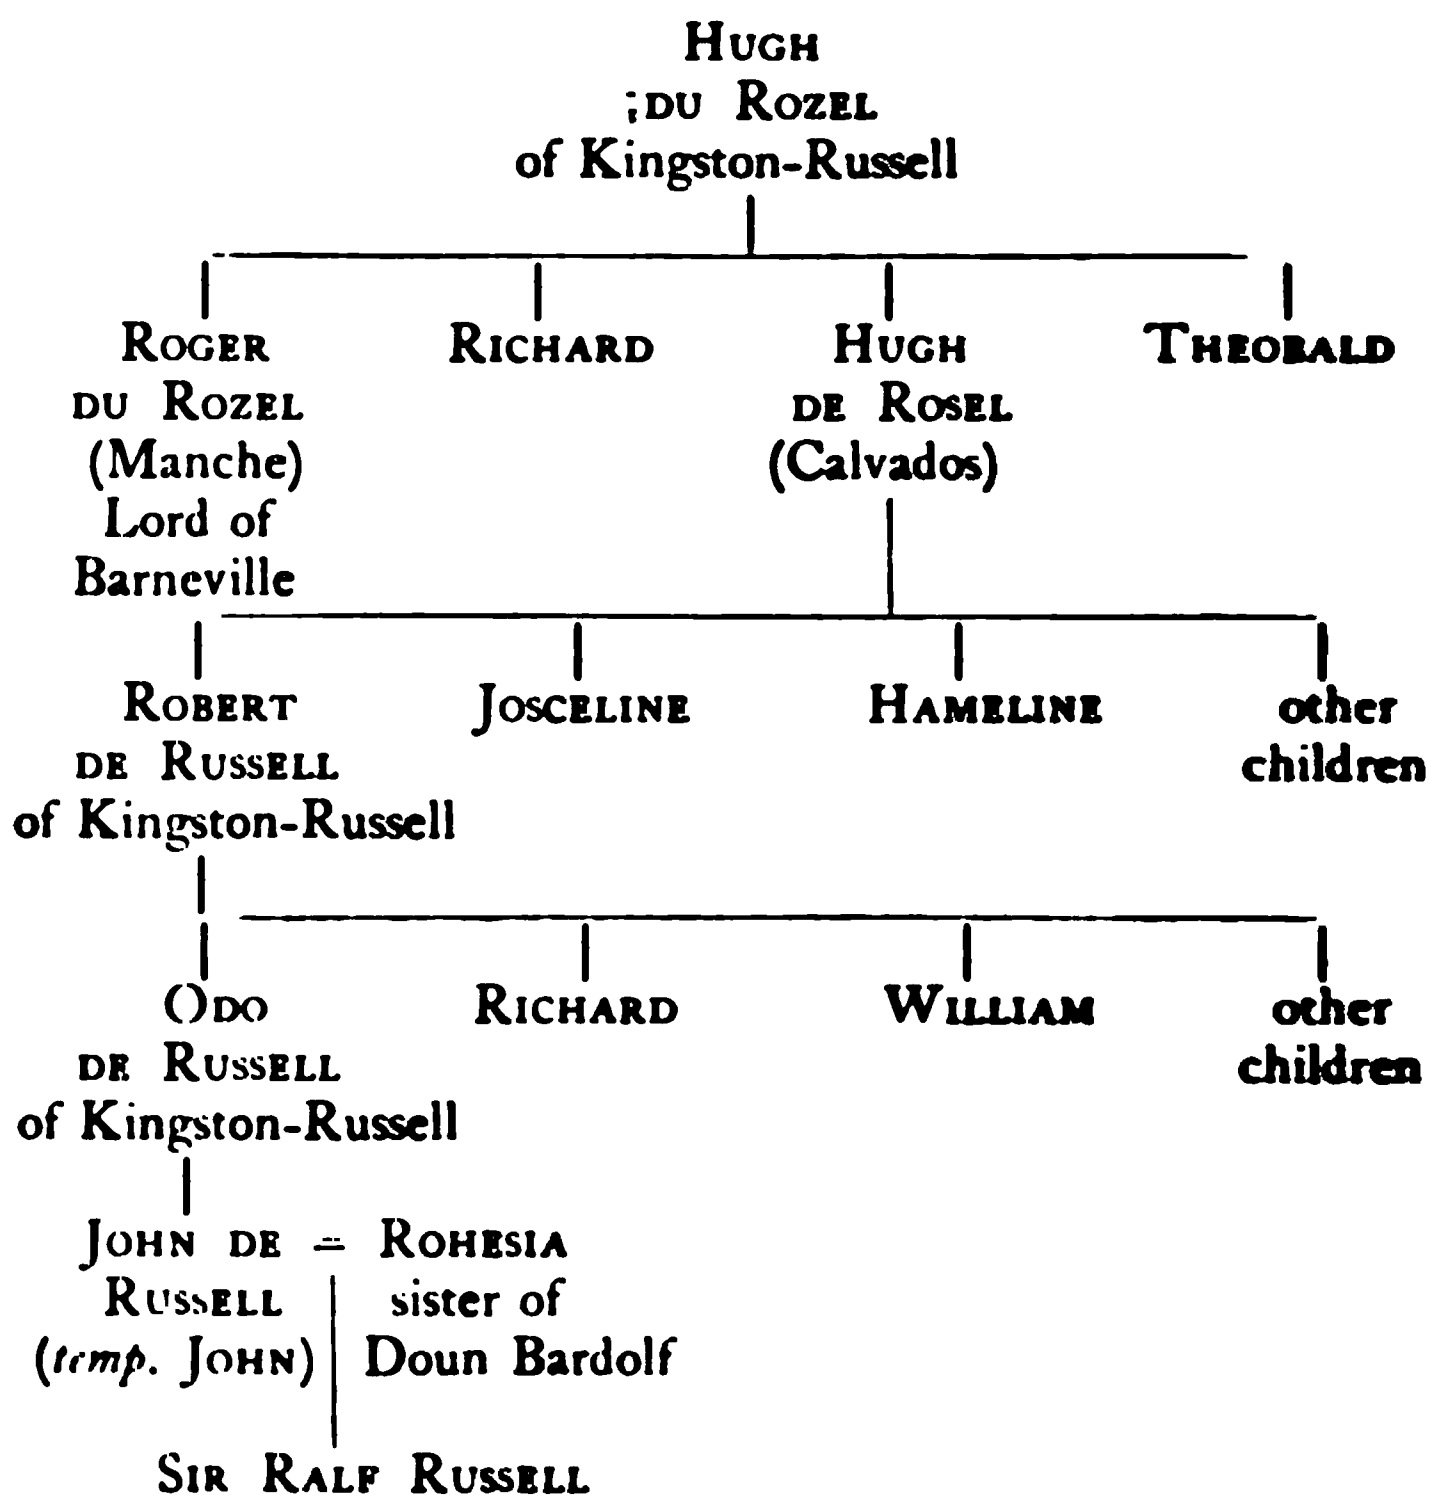 HUGH
DU ROZEL
of Kingston-Russell
ROGER
DU ROZEL
(Manche)
Lord of
Barneville
RICHARD
HUGH
DE ROSEL
(Calvados)
THEOBALD
ROBERT
DE RUSSELL
of Kingston-Russell
JOSCELINE
HAMELINE
other
children
ODO
DE RUSSELL
of Kingston-Russell
RICHARD
WILLIAM
other
children
JOHN DE
RUSSELL
(temp. JOHN)
=
ROHESIA
sister of
Doun Bardolf
SIR RALF RUSSELL